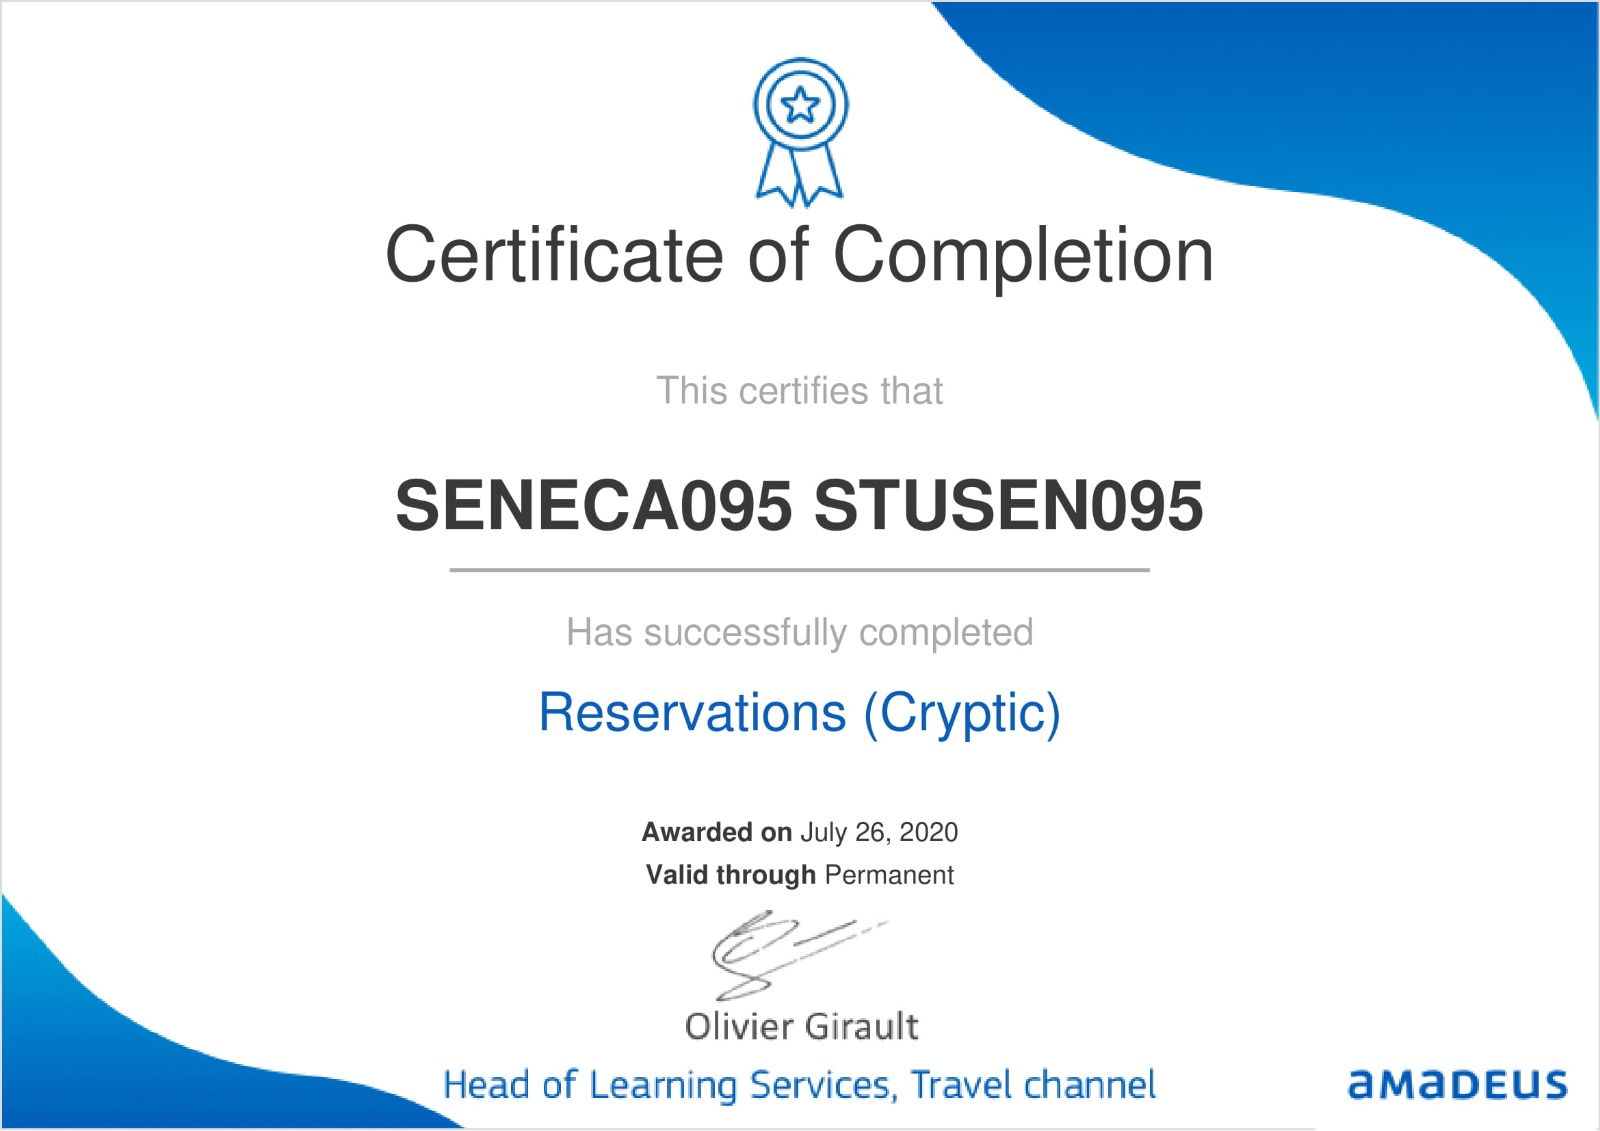 Certificate of Completion
This certifies that
SENECA095 STUSEN095
Has successfully completed
Reservations (Cryptic)
Awarded on July 26, 2020
Valid through Permanent
Olivier Girault
Head of Learning Services, Travel channel
aMaDEUS